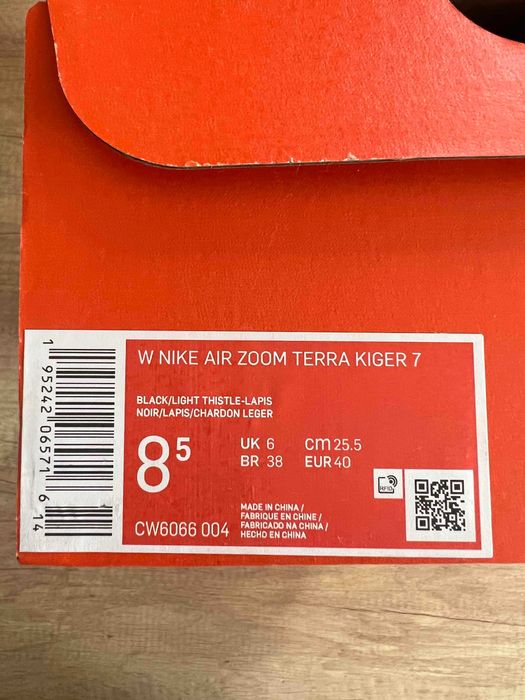 W NIKE AIR ZOOM TERRA KIGER 7
BLACK/LIGHT THISTLE-LAPIS
NOIR/LAPIS/CHARDON LEGER
8⁵
UK 6 cm 25.5
BR 38 EUR 40
RFID
CW6066 004
MADE IN CHINA /
FABRIQUE EN CHINE /
FABRICADO NA CHINA /
HECHO EN CHINA
1 95242 06571 6 14